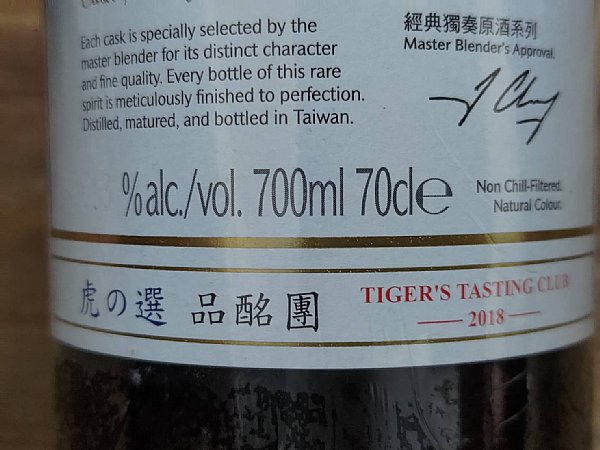 Each cask is specially selected by the
master blender for its distinct character
and fine quality. Every bottle of this rare
spirit is meticulously finished to perfection.
Distilled, matured, and bottled in Taiwan.
經典獨奏原酒系列
Master Blender's Approval.
%alc./vol. 700ml 70cle
Non Chill-Filtered.
Natural Colour.
虎の選 品酩團
TIGER'S TASTING CLUB
2018